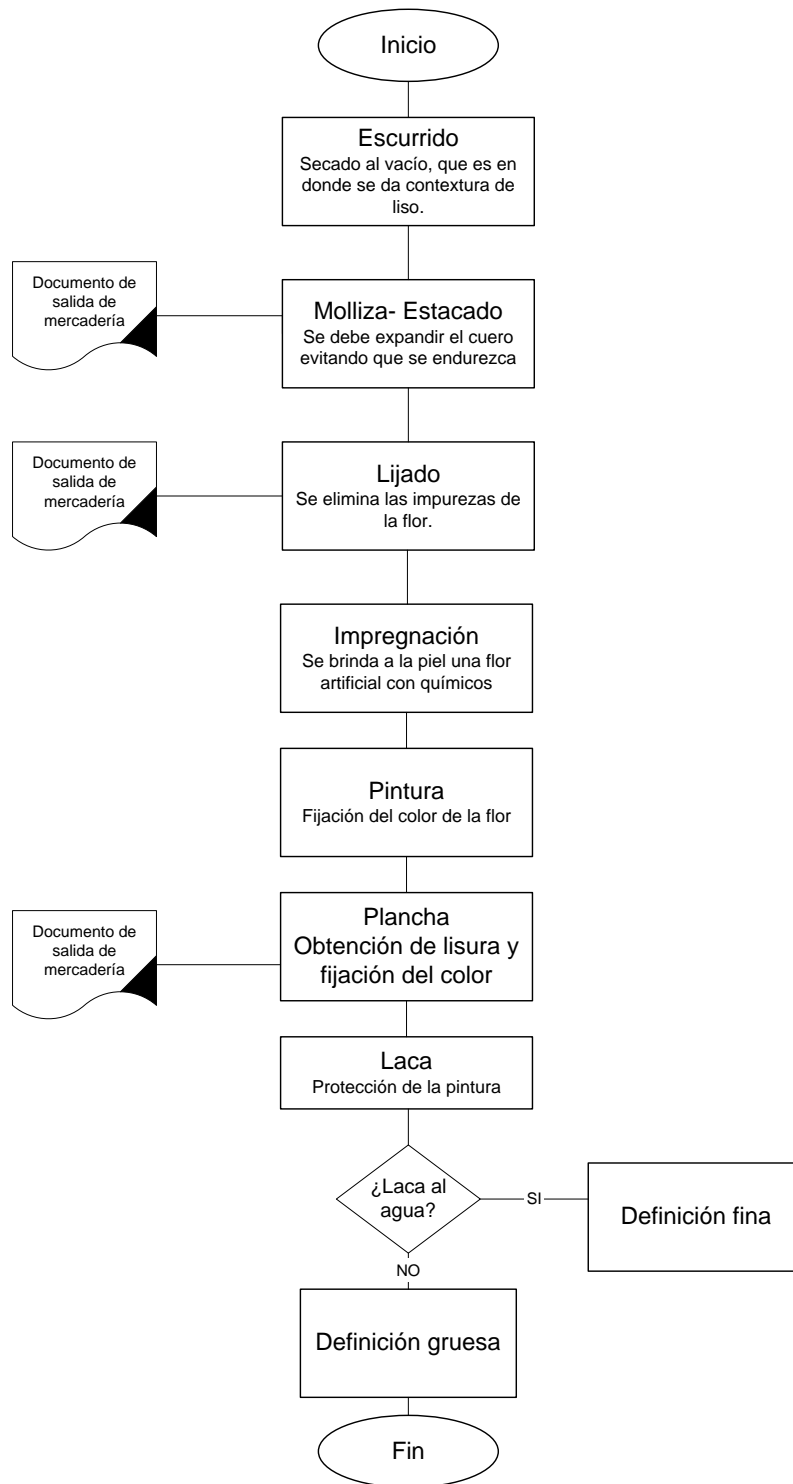 Inicio
Escurrido
Secado al vacío, que es en
donde se da contextura de
liso.
Documento de
salida de
mercadería
Molliza- Estacado
Se debe expandir el cuero
evitando que se endurezca
Documento de
salida de
mercadería
Lijado
Se elimina las impurezas de
la flor.
Impregnación
Se brinda a la piel una flor
artificial con químicos
Pintura
Fijación del color de la flor
Documento de
salida de
mercadería
Plancha
Obtención de lisura y
fijación del color
Laca
Protección de la pintura
¿Laca al
agua?
SI
Definición fina
NO
Definición gruesa
Fin